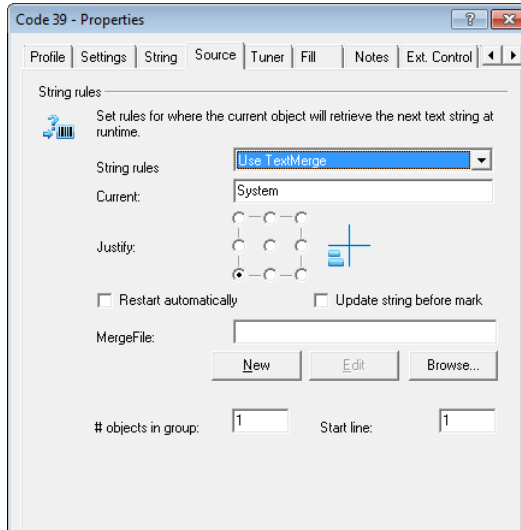 Code 39 - Properties
Profile Settings String Source Tuner Fill Notes Ext. Control
String rules
Set rules for where the current object will retrieve the next text string at
runtime.
String rules Use TextMerge
Current: System
Justify:
Restart automatically Update string before mark
MergeFile:
New Edit Browse...
# objects in group: 1 Start line: 1